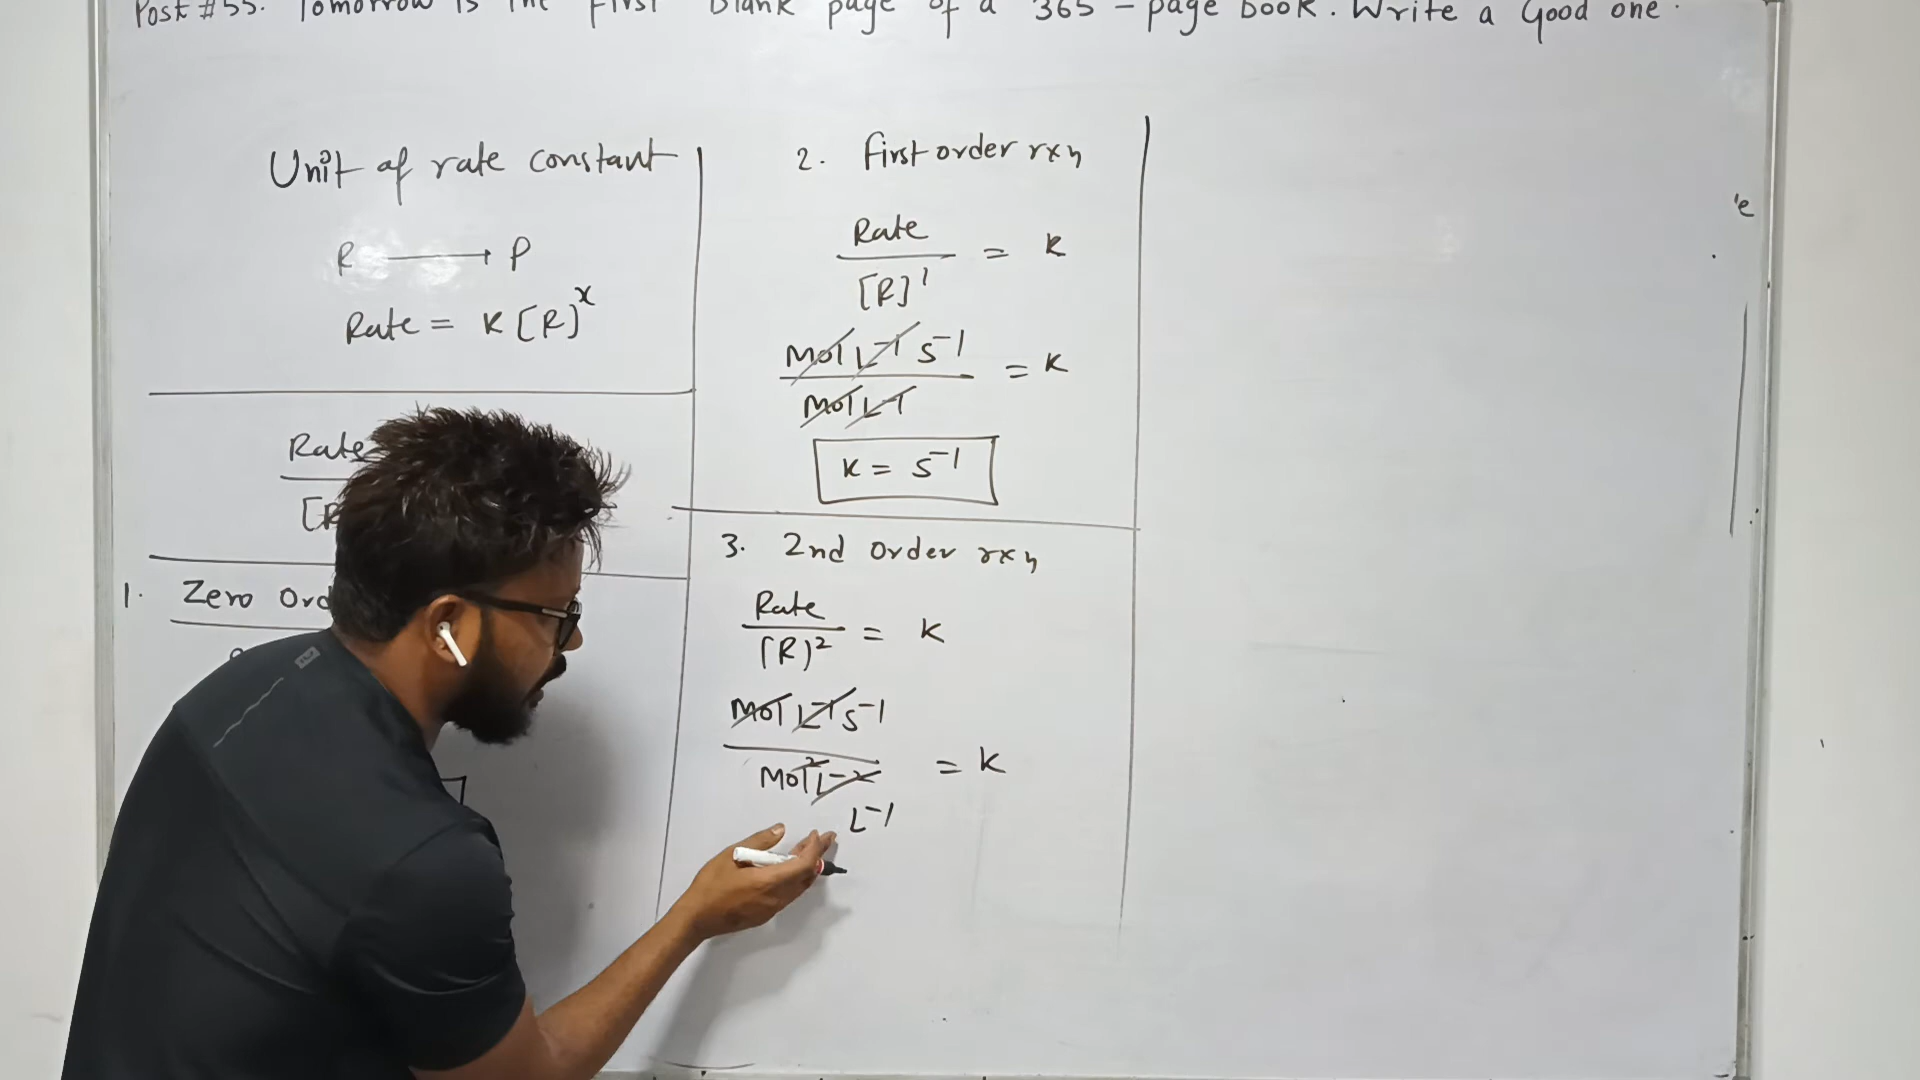 Post #55. Tomorrow is the First blank page of a 365-page book. Write a Good one.
Unit of rate constant
R ⟶ P
Rate = K [R]^x
Rate
[R
1. Zero Ord
2. First order rxn
Rate
[R]^1 = K
Mol L^-1 S^-1
Mol L^-1 = K
K = S^-1
3. 2nd Order rxn
Rate
[R)^2 = K
Mol L^-1 S^-1
Mol^2 L^-2 = K
L^-1
'e